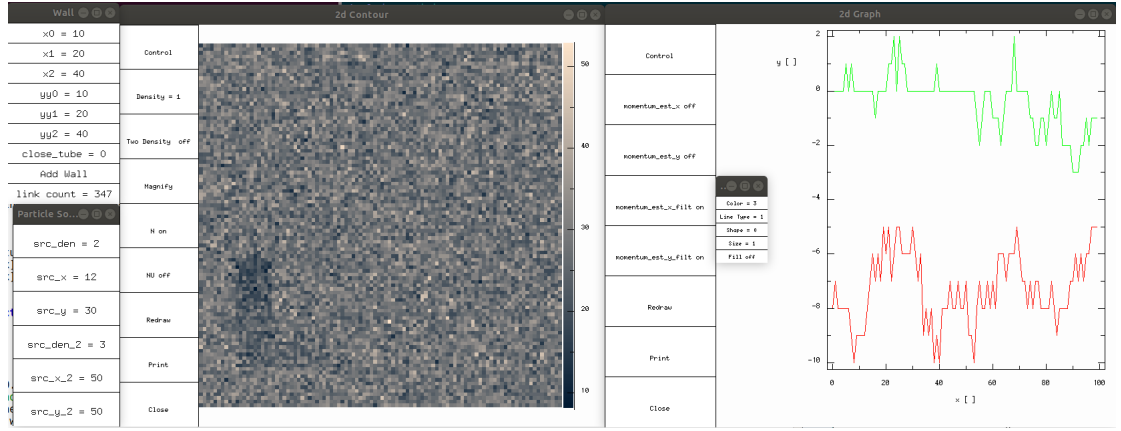 Wall
x0 = 10
x1 = 20
x2 = 40
yy0 = 10
yy1 = 20
yy2 = 40
close_tube = 0
Add Wall
link count = 347
Particle So...
src_den = 2
src_x = 12
src_y = 30
src_den_2 = 3
src_x_2 = 50
src_y_2 = 50
2d Contour
Control
Density = 1
Two Density off
Magnify
N on
NU off
Redraw
Print
Close
50
40
30
20
10
2d Graph
Control
momentum_est_x off
momentum_est_y off
momentum_est_x_filt on
momentum_est_y_filt on
Redraw
Print
Close
...
Color = 3
Line Type = 1
Shape = 0
Size = 1
Fill off
y [ ]
2
0
-2
-4
-6
-8
-10
0
20
40
60
80
100
x [ ]